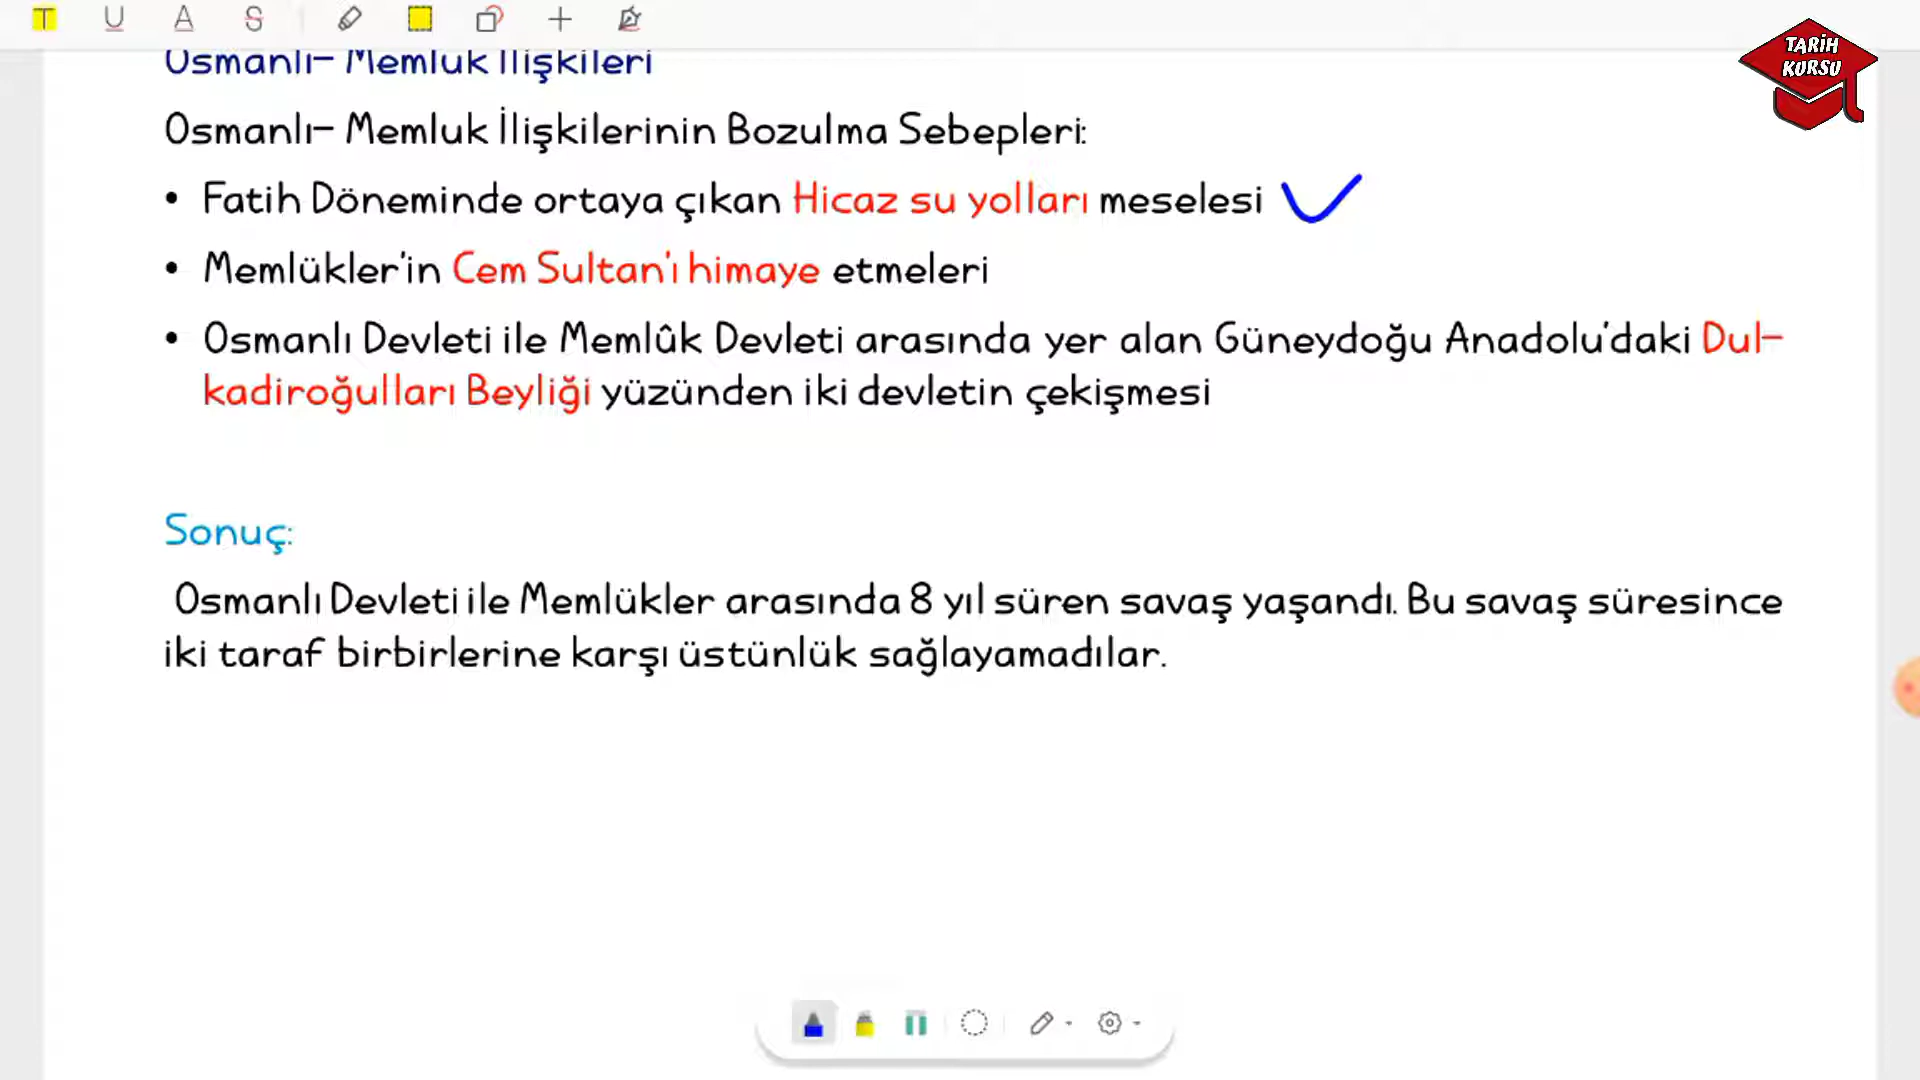 TARİH
KURSU
Osmanlı- Memluk İlişkileri
Osmanlı- Memluk İlişkilerinin Bozulma Sebepleri:
• Fatih Döneminde ortaya çıkan Hicaz su yolları meselesi
• Memlükler'in Cem Sultan'ı himaye etmeleri
• Osmanlı Devleti ile Memlûk Devleti arasında yer alan Güneydoğu Anadolu'daki Dul-
kadiroğulları Beyliği yüzünden iki devletin çekişmesi
Sonuç:
Osmanlı Devleti ile Memlükler arasında 8 yıl süren savaş yaşandı. Bu savaş süresince
iki taraf birbirlerine karşı üstünlük sağlayamadılar.